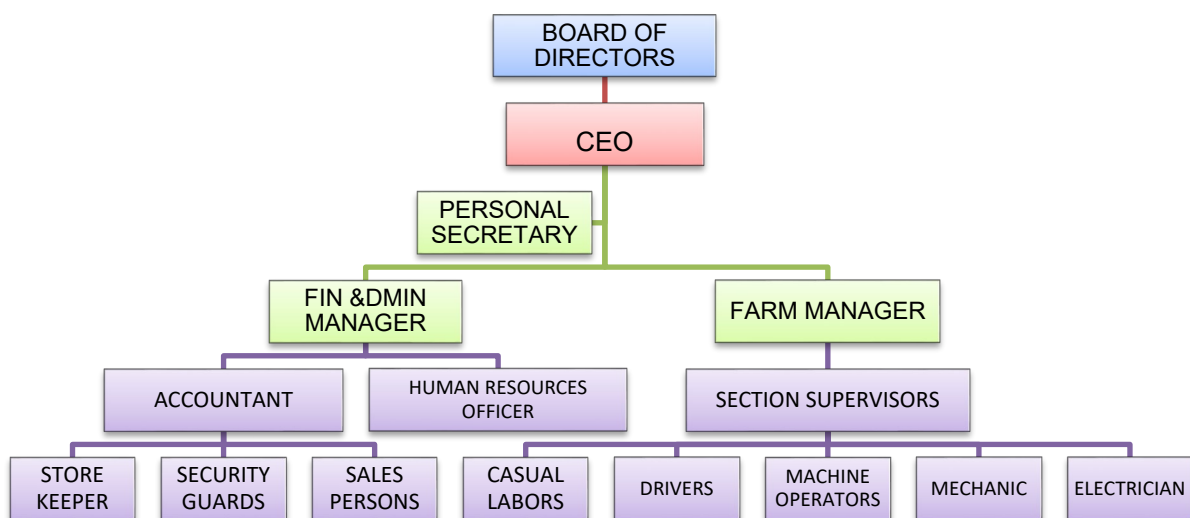 BOARD OF
DIRECTORS
CEO
PERSONAL
SECRETARY
FIN &DMIN
MANAGER
FARM MANAGER
ACCOUNTANT
HUMAN RESOURCES
OFFICER
SECTION SUPERVISORS
STORE
KEEPER
SECURITY
GUARDS
SALES
PERSONS
CASUAL
LABORS
DRIVERS
MACHINE
OPERATORS
MECHANIC
ELECTRICIAN